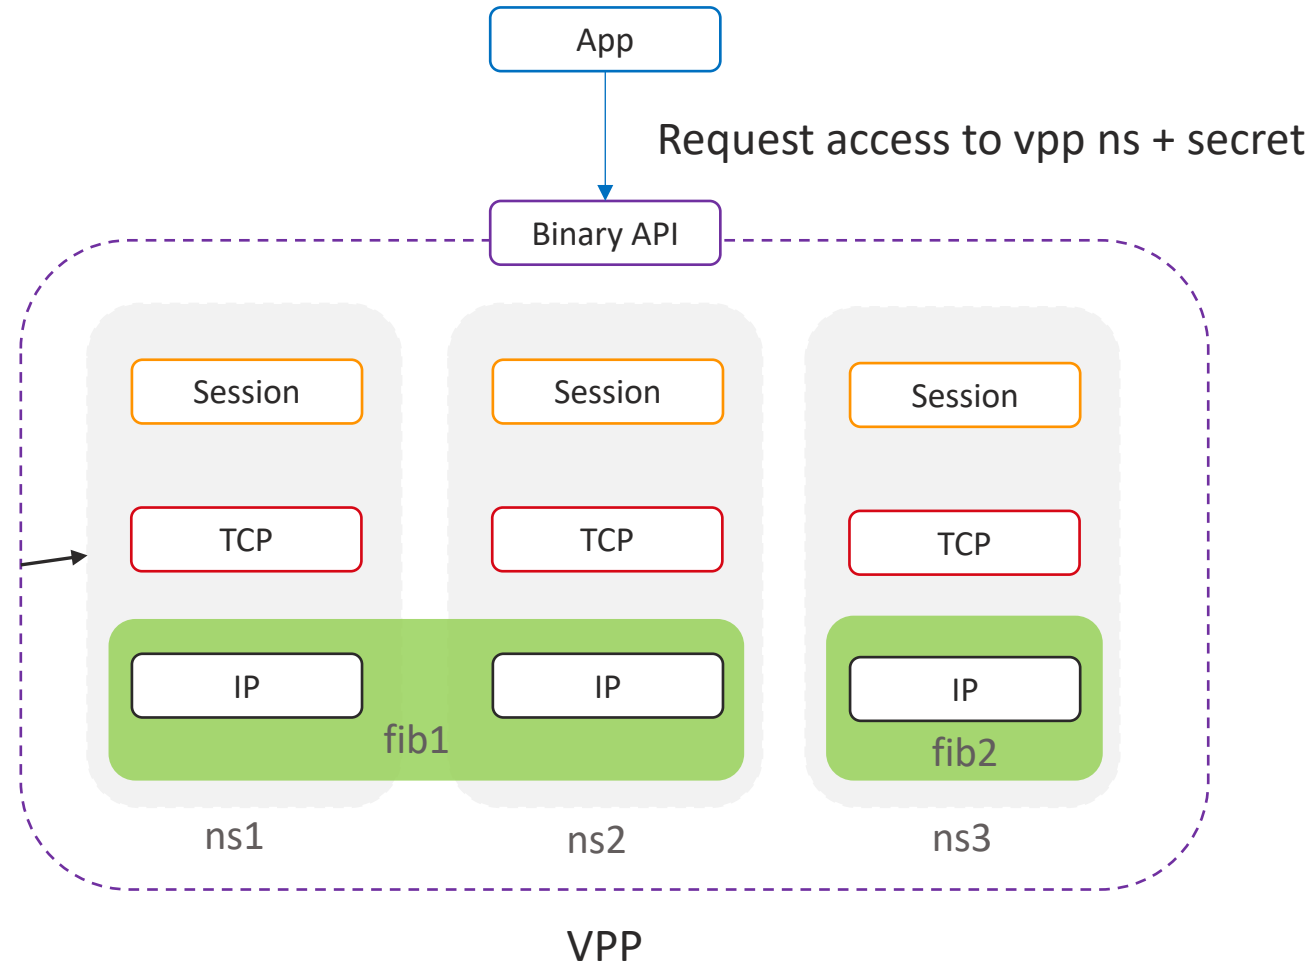 App
Request access to vpp ns + secret
Binary API
Session
Session
Session
TCP
TCP
TCP
IP
IP
IP
fib1
fib2
ns1
ns2
ns3
VPP